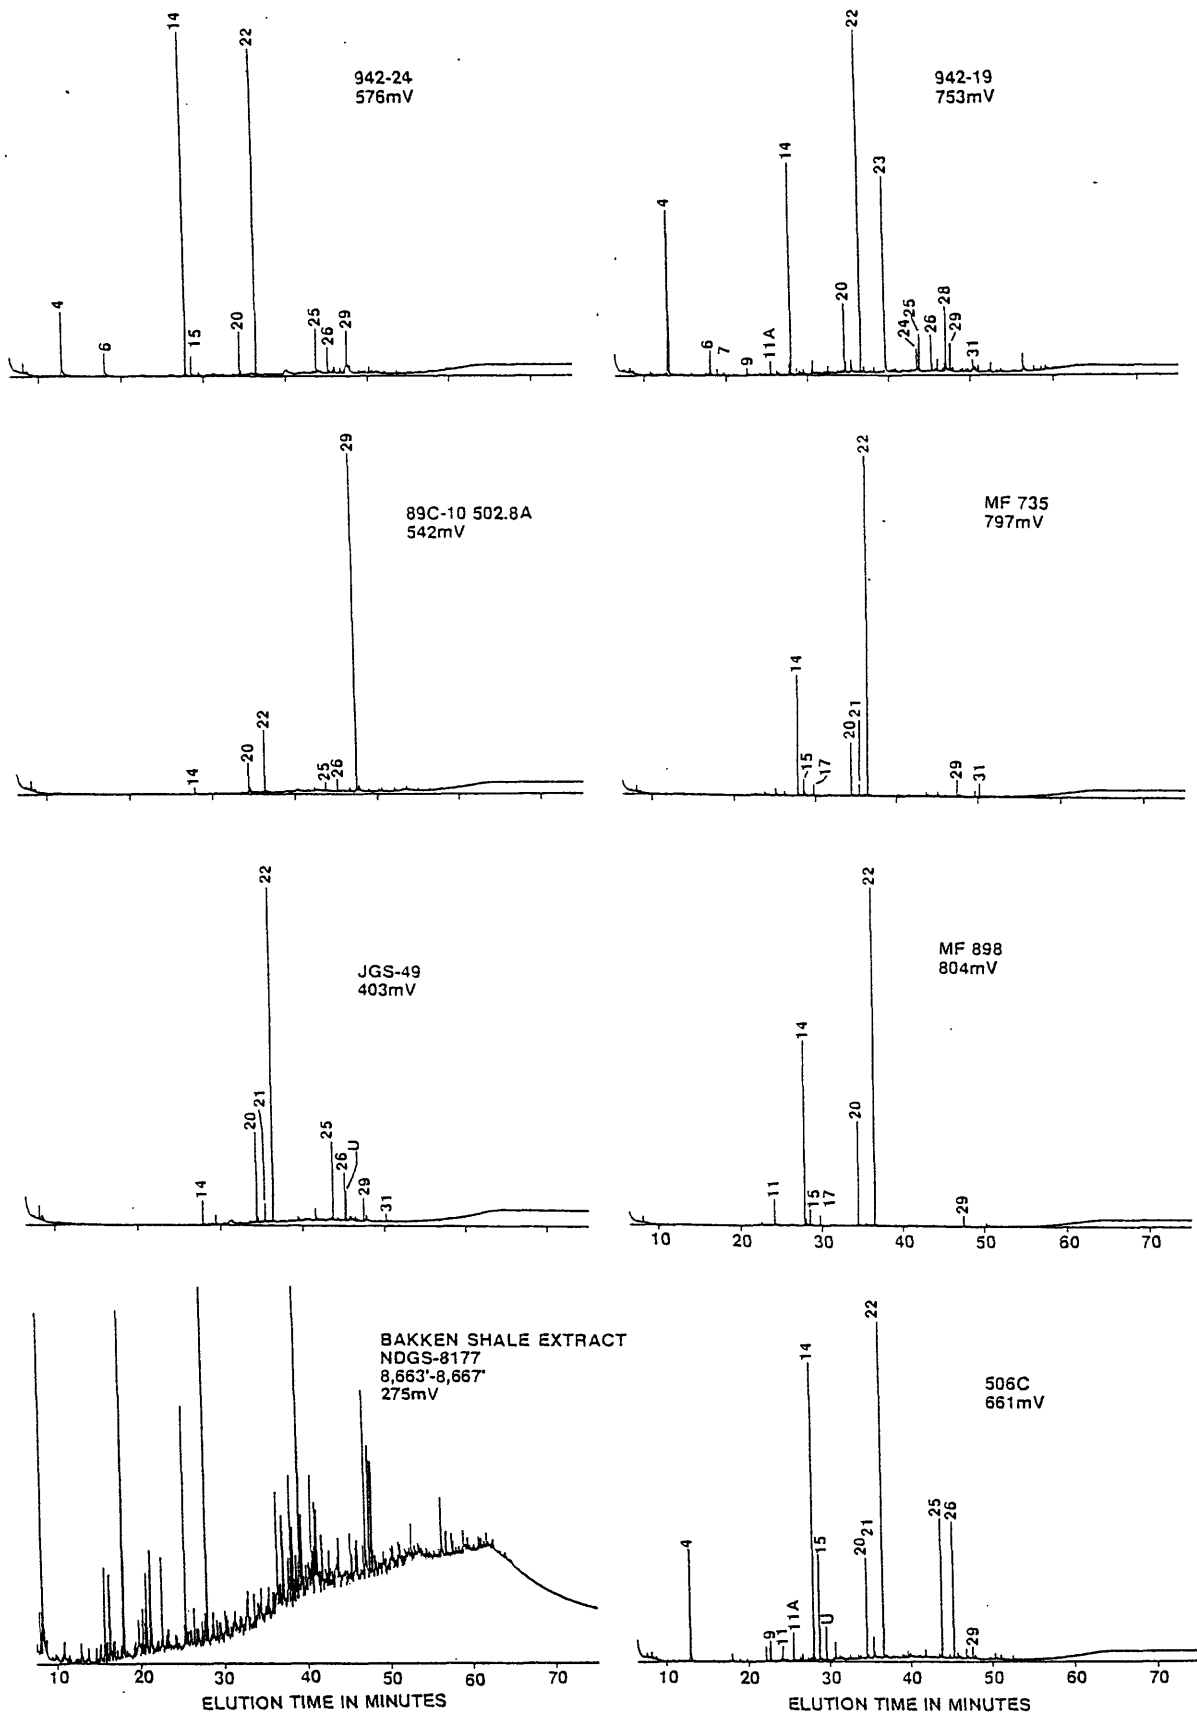 942-24
576mV
14
22
4
6
15
20
25
26
29
942-19
753mV
22
14
23
4
6
7
9
11A
20
24
25
26
28
29
31
89C-10 502.8A
542mV
29
14
20
22
25
26
MF 735
797mV
22
14
15
17
20
21
29
31
JGS-49
403mV
22
14
20
21
25
26
U
29
31
MF 898
804mV
22
14
11
15
17
20
29
10 20 30 40 50 60 70
BAKKEN SHALE EXTRACT
NDGS-8177
8,663'-8,667'
275mV
10 20 30 40 50 60 70
ELUTION TIME IN MINUTES
506C
661mV
22
14
4
9
11
11A
15
U
20
21
25
26
29
10 20 30 40 50 60 70
ELUTION TIME IN MINUTES